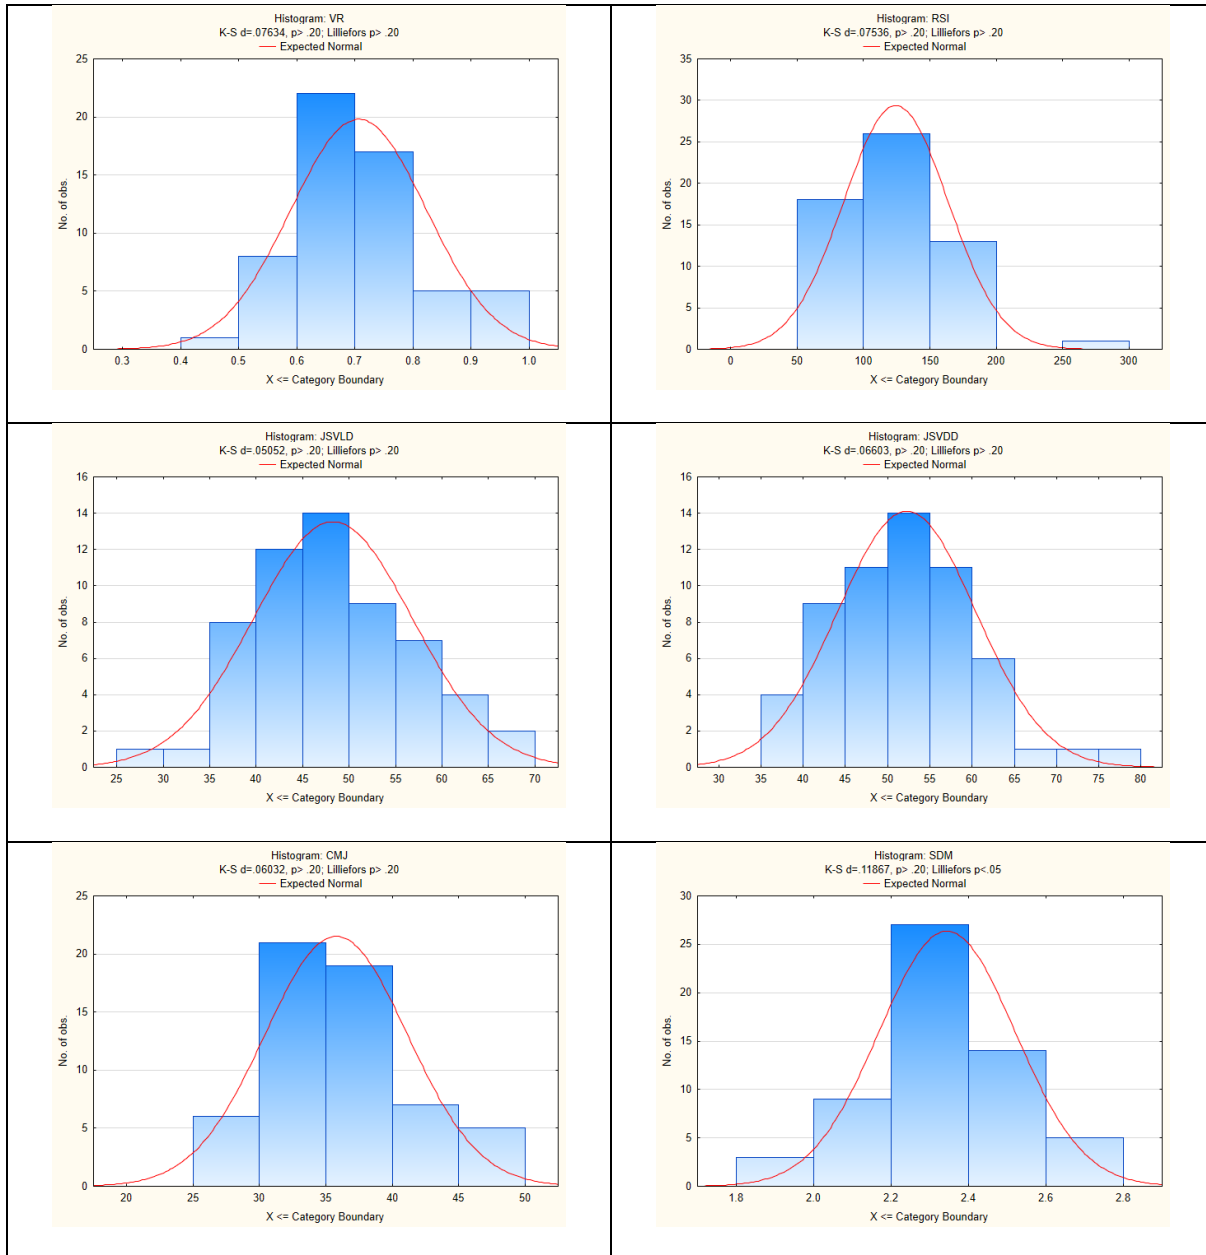 Histogram: VR
K-S d=.07634, p> .20; Lilliefors p> .20
Expected Normal
25
20
15
10
5
0
No. of obs.
0.3 0.4 0.5 0.6 0.7 0.8 0.9 1.0
X <= Category Boundary
Histogram: RSI
K-S d=.07536, p> .20; Lilliefors p> .20
Expected Normal
35
30
25
20
15
10
5
0
No. of obs.
0 50 100 150 200 250 300
X <= Category Boundary
Histogram: JSVLD
K-S d=.05052, p> .20; Lilliefors p> .20
Expected Normal
16
14
12
10
8
6
4
2
0
No. of obs.
25 30 35 40 45 50 55 60 65 70
X <= Category Boundary
Histogram: JSVDD
K-S d=.06603, p> .20; Lilliefors p> .20
Expected Normal
16
14
12
10
8
6
4
2
0
No. of obs.
30 35 40 45 50 55 60 65 70 75 80
X <= Category Boundary
Histogram: CMJ
K-S d=.06032, p> .20; Lilliefors p> .20
Expected Normal
25
20
15
10
5
0
No. of obs.
20 25 30 35 40 45 50
X <= Category Boundary
Histogram: SDM
K-S d=.11867, p> .20; Lilliefors p<.05
Expected Normal
30
25
20
15
10
5
0
No. of obs.
1.8 2.0 2.2 2.4 2.6 2.8
X <= Category Boundary